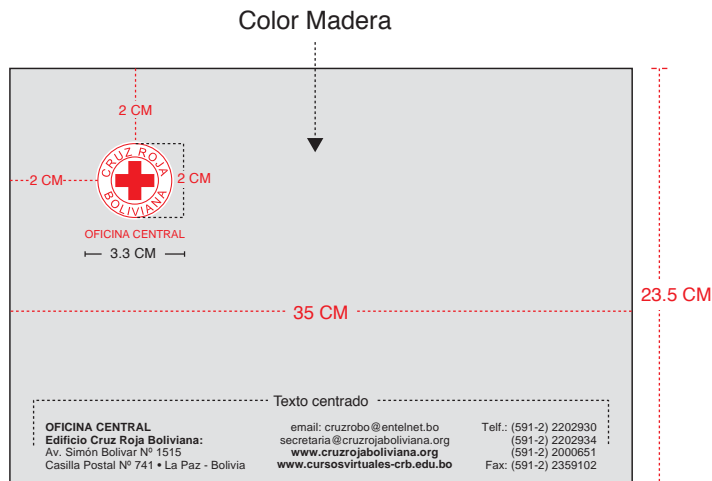 Color Madera
2 CM
CRUZ ROJA
BOLIVIANA
2 CM
2 CM
OFICINA CENTRAL
3.3 CM
35 CM
23.5 CM
Texto centrado
OFICINA CENTRAL
Edificio Cruz Roja Boliviana:
Av. Simón Bolivar Nº 1515
Casilla Postal Nº 741 • La Paz - Bolivia
email: cruzrobo@entelnet.bo
secretaria@cruzrojaboliviana.org
www.cruzrojaboliviana.org
www.cursosvirtuales-crb.edu.bo
Telf.: (591-2) 2202930
(591-2) 2202934
(591-2) 2000651
Fax: (591-2) 2359102